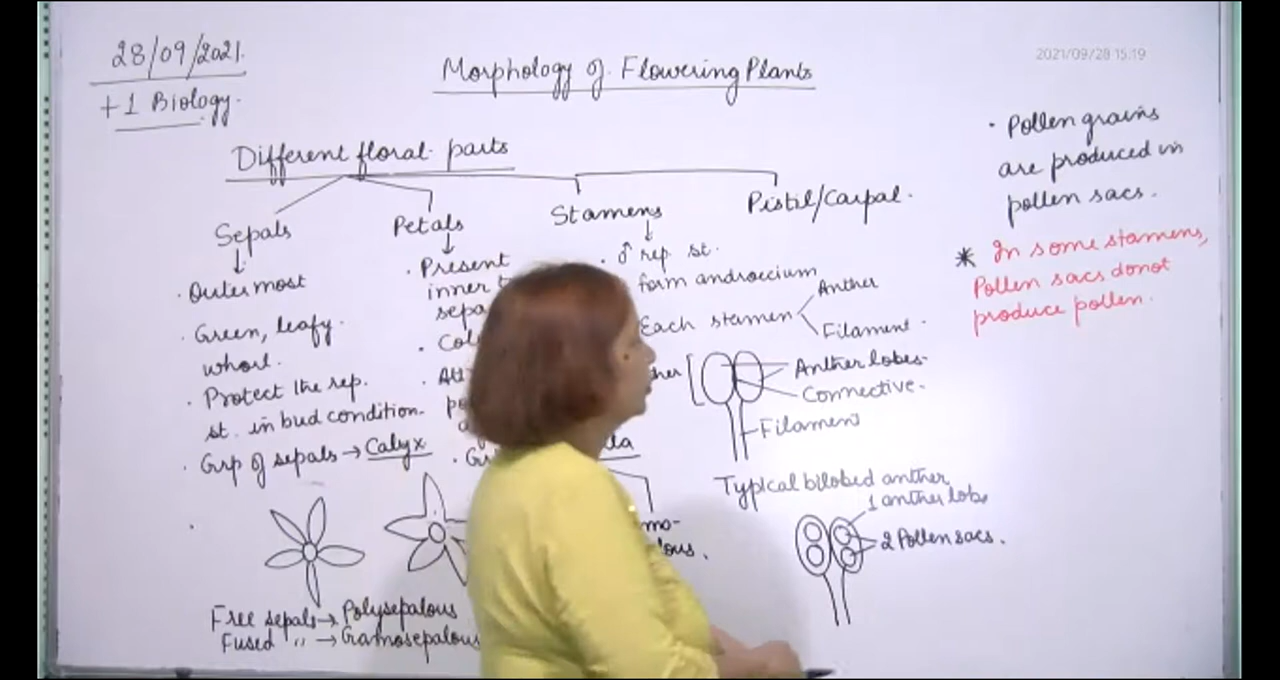 28/09/2021.
+1 Biology.
Morphology of Flowering Plants
2021/09/28 15:19
Different floral parts
Sepals
Outermost
Green, leafy
whorl.
Protect the rep.
st. in bud condition.
Grp of sepals → Calyx
Free sepals → Polysepalous
Fused " → Gamosepalous
Petals
Present
inner
Stamens
♂ rep st.
form androecium
Each stamen
Anther
Filament.
Anther lobes
Connective.
Filament
Typical bilobed anther
1 anther lobe
2 Pollen sacs.
Pistil/Carpal.
Pollen grains
are produced in
pollen sacs.
* In some stamens,
Pollen sacs donot
produce pollen.